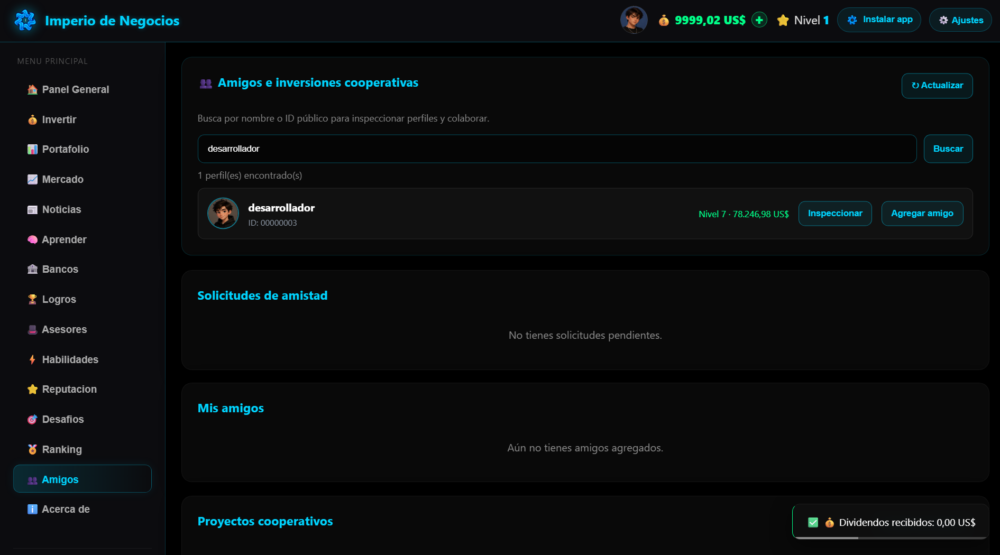 Imperio de Negocios
9999,02 US$
Nivel 1
Instalar app
Ajustes
MENU PRINCIPAL
Panel General
Invertir
Portafolio
Mercado
Noticias
Aprender
Bancos
Logros
Asesores
Habilidades
Reputacion
Desafios
Ranking
Amigos
Acerca de
Amigos e inversiones cooperativas
↻ Actualizar
Busca por nombre o ID público para inspeccionar perfiles y colaborar.
desarrollador
Buscar
1 perfil(es) encontrado(s)
desarrollador
ID: 00000003
Nivel 7 · 78.246,98 US$
Inspeccionar
Agregar amigo
Solicitudes de amistad
No tienes solicitudes pendientes.
Mis amigos
Aún no tienes amigos agregados.
Proyectos cooperativos
Dividendos recibidos: 0,00 US$